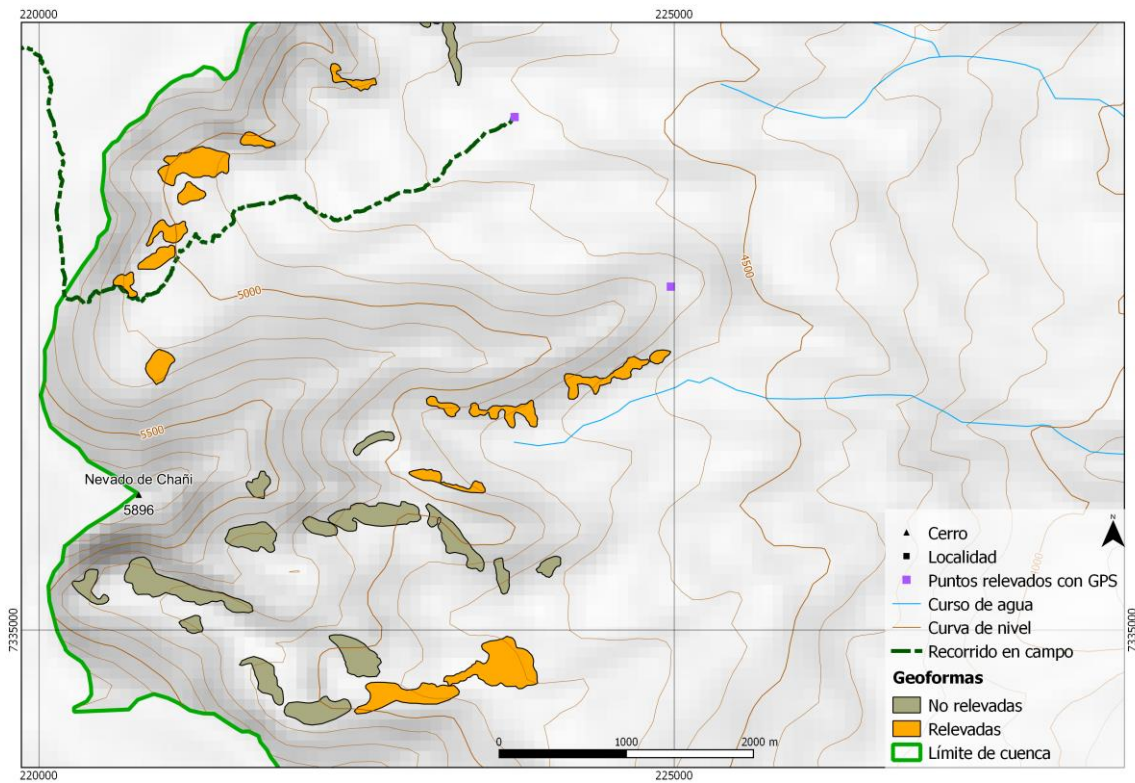 220000
225000
4500
5000
5500
Nevado de Chañi
5896
N
Cerro
Localidad
Puntos relevados con GPS
Curso de agua
Curva de nivel
Recorrido en campo
Geoformas
No relevadas
Relevadas
Límite de cuenca
4000
7335000
7335000
0 1000 2000 m
220000
225000